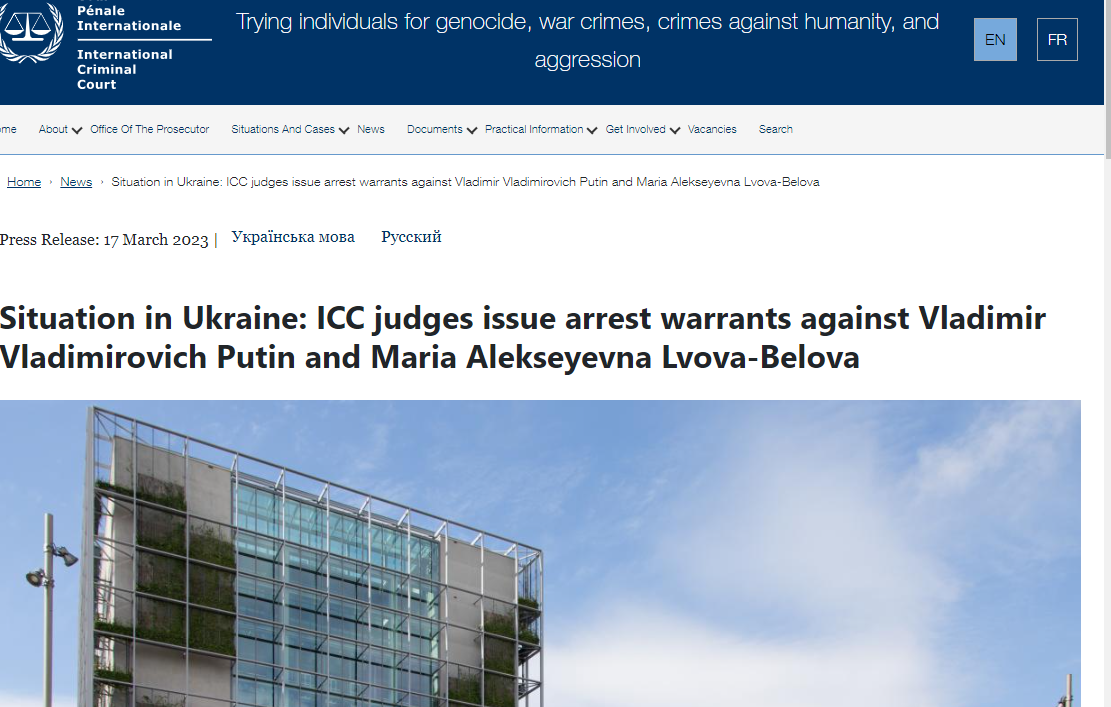 Pénale
Internationale
International
Criminal
Court
Trying individuals for genocide, war crimes, crimes against humanity, and
aggression
EN
FR
About
Office Of The Prosecutor
Situations And Cases
News
Documents
Practical Information
Get Involved
Vacancies
Search
Home › News › Situation in Ukraine: ICC judges issue arrest warrants against Vladimir Vladimirovich Putin and Maria Alekseyevna Lvova-Belova
Press Release: 17 March 2023 | Українська мова Русский
Situation in Ukraine: ICC judges issue arrest warrants against Vladimir
Vladimirovich Putin and Maria Alekseyevna Lvova-Belova